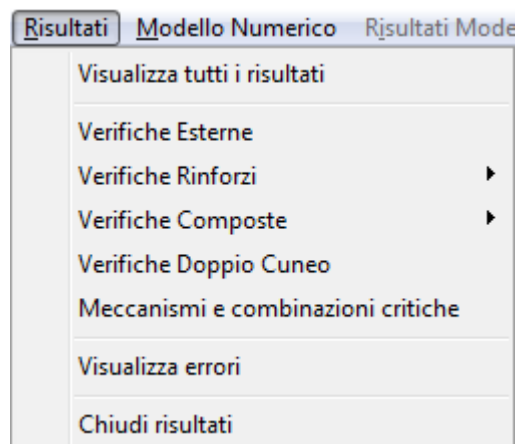 Risultati Modello Numerico Risultati Mode
Visualizza tutti i risultati
Verifiche Esterne
Verifiche Rinforzi
Verifiche Composte
Verifiche Doppio Cuneo
Meccanismi e combinazioni critiche
Visualizza errori
Chiudi risultati